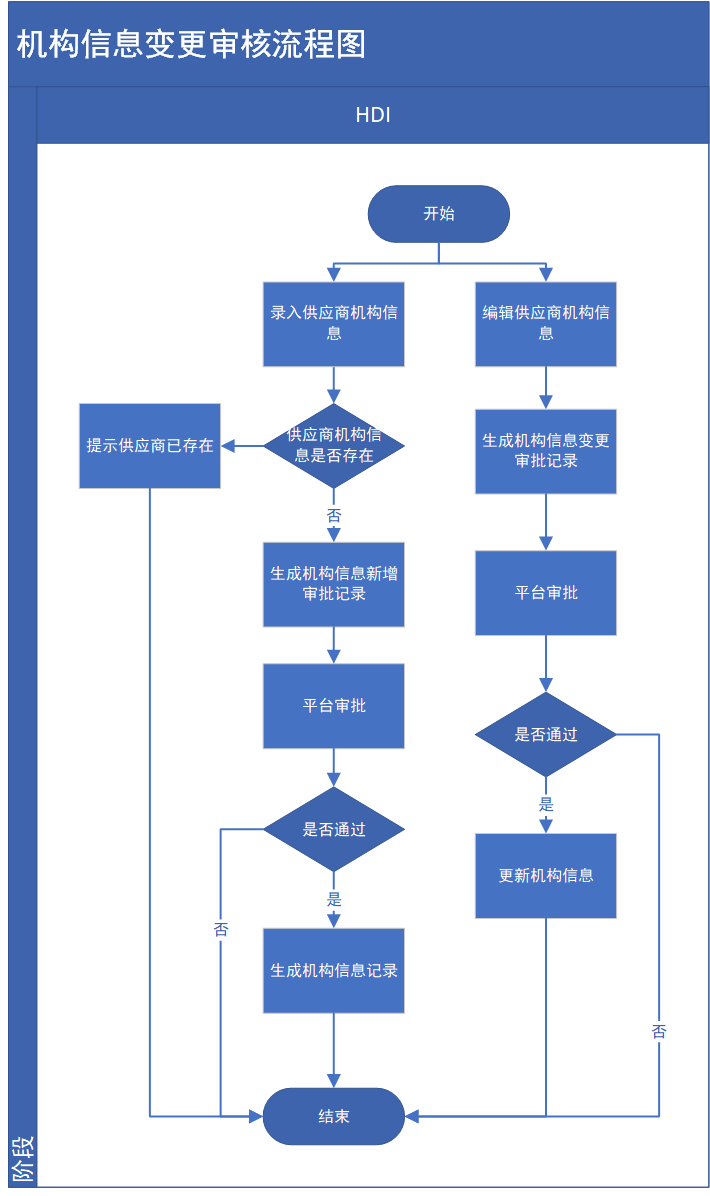 机构信息变更审核流程图
HDI
开始
录入供应商机构信
息
编辑供应商机构信
息
提示供应商已存在
供应商机构信
息是否存在
生成机构信息变更
审批记录
否
生成机构信息新增
审批记录
平台审批
平台审批
是否通过
是否通过
是
更新机构信息
是
否
生成机构信息记录
否
结束
阶段